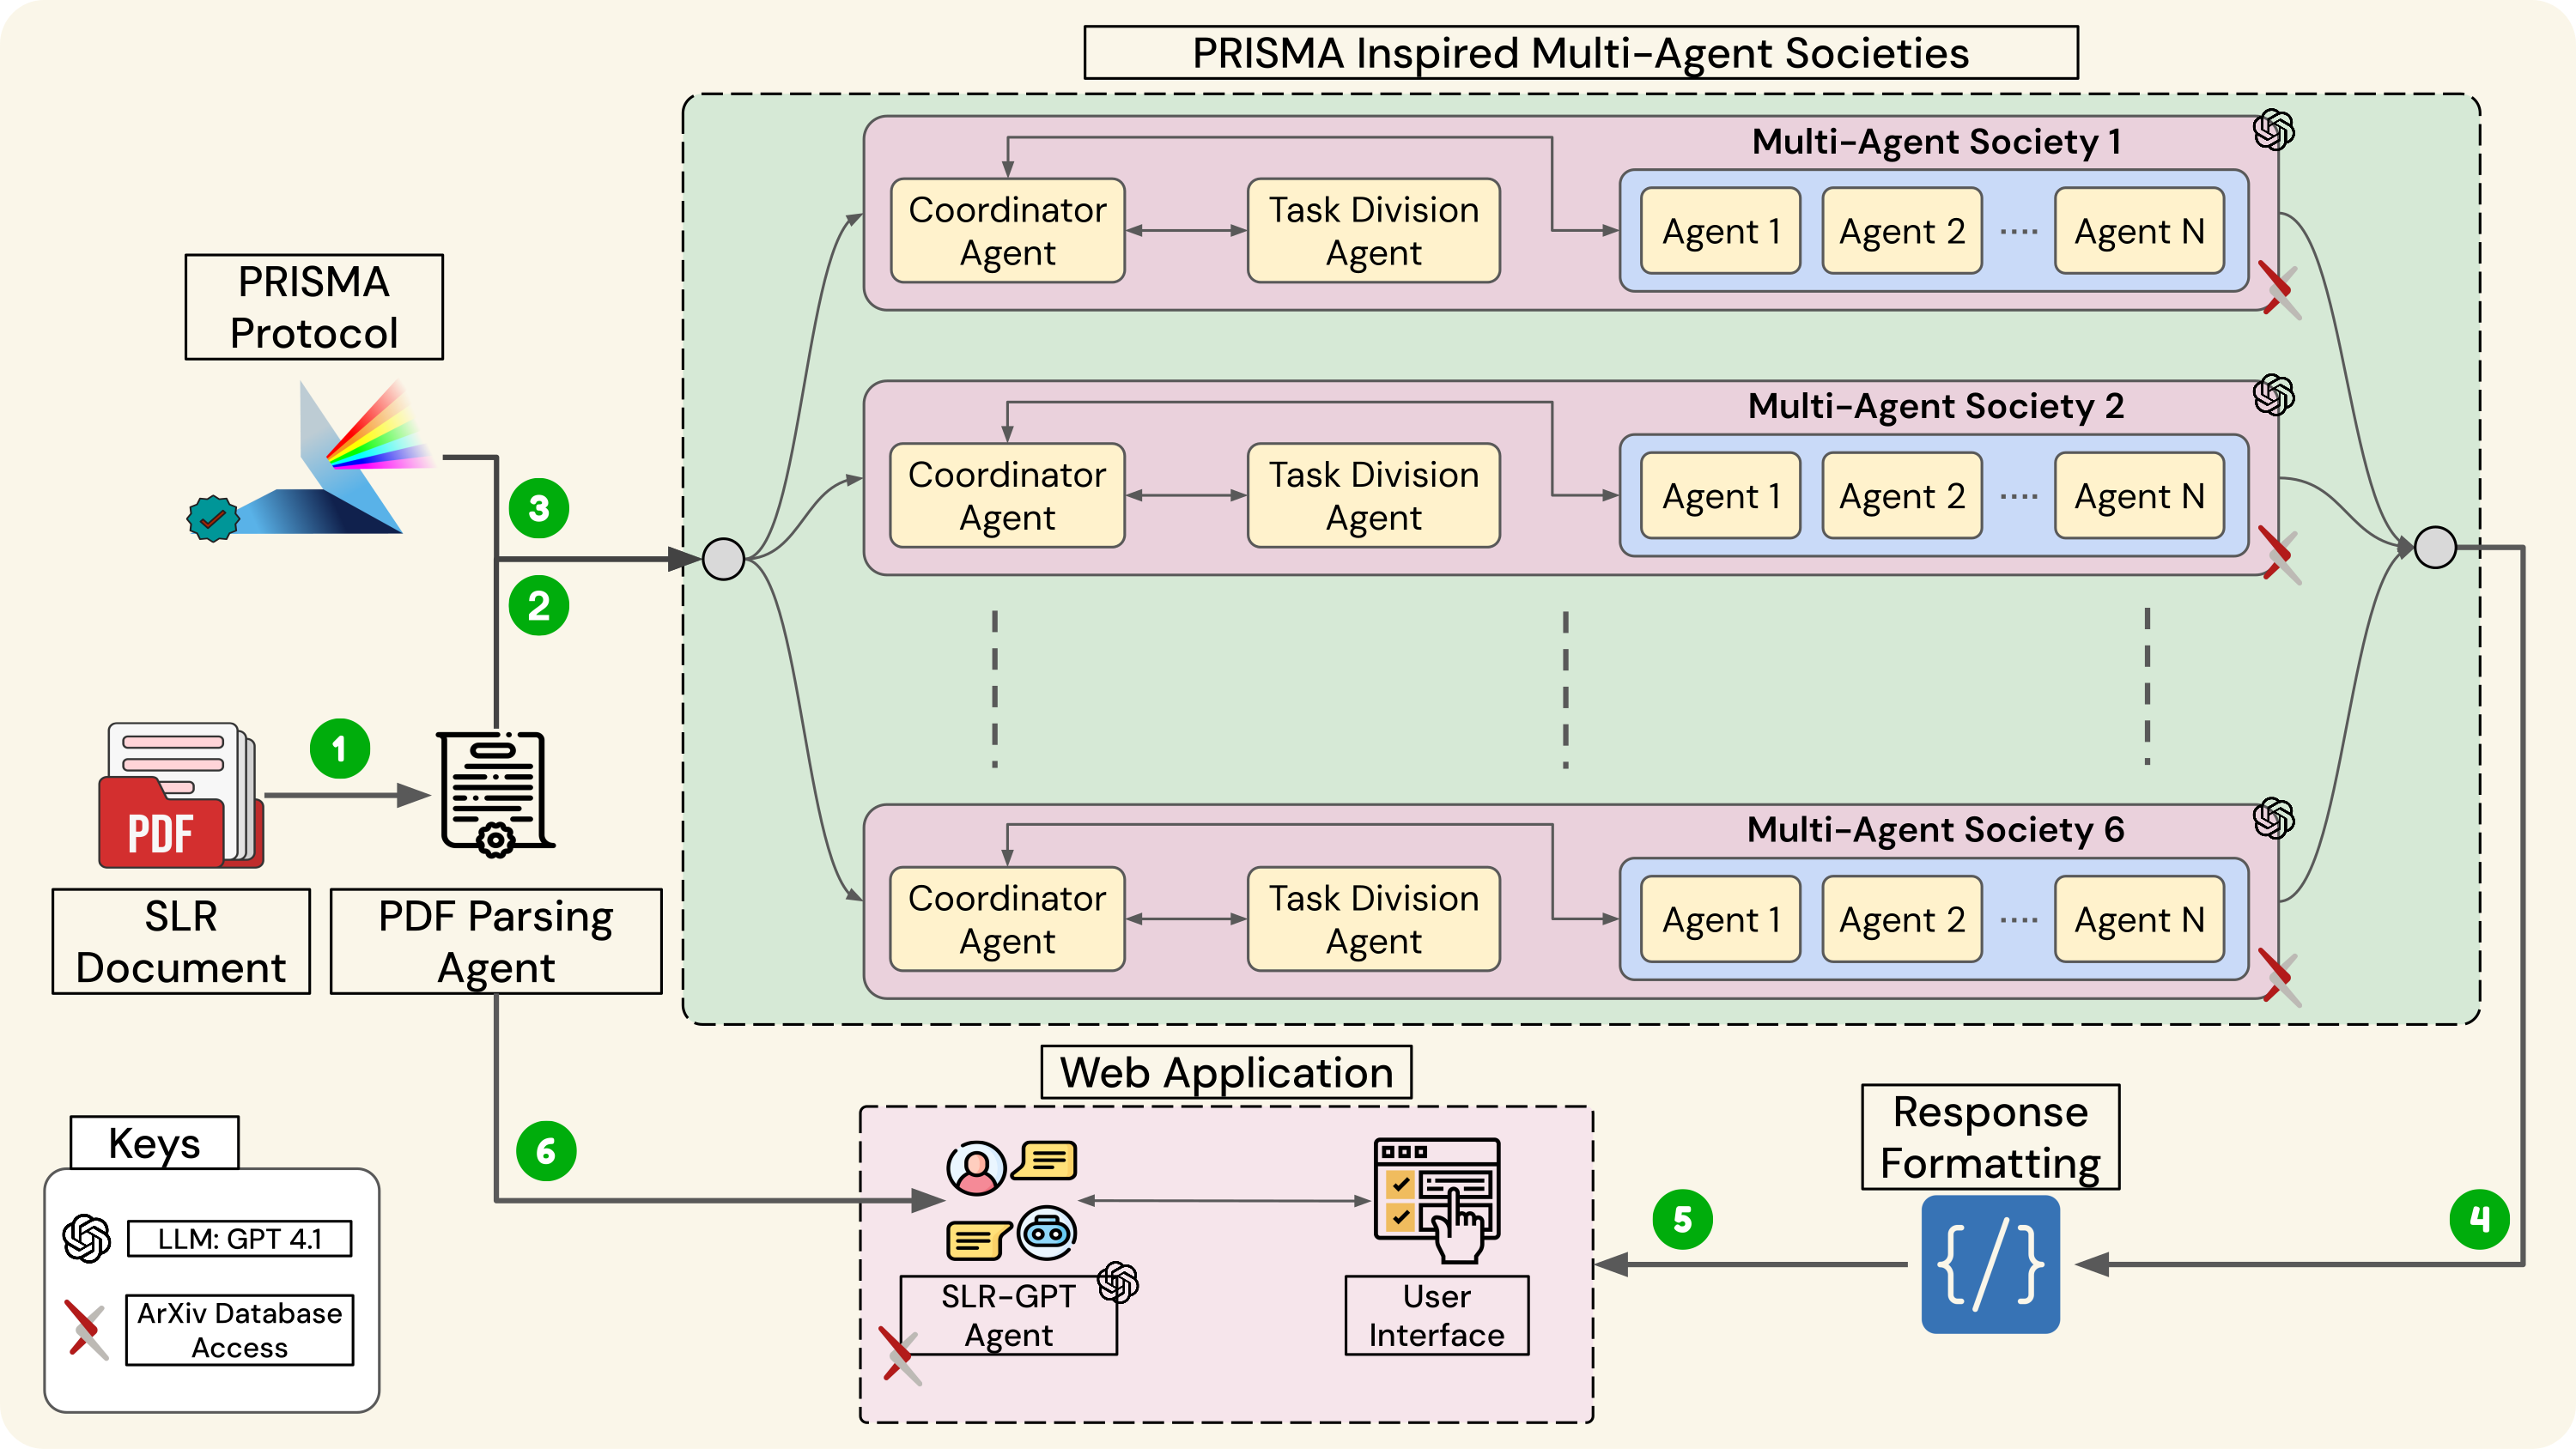 PRISMA Inspired Multi-Agent Societies
Multi-Agent Society 1
Coordinator
Agent
Task Division
Agent
Agent 1
Agent 2
....
Agent N
PRISMA
Protocol
Multi-Agent Society 2
Coordinator
Agent
Task Division
Agent
Agent 1
Agent 2
....
Agent N
3
2
1
PDF
SLR
Document
PDF Parsing
Agent
Multi-Agent Society 6
Coordinator
Agent
Task Division
Agent
Agent 1
Agent 2
....
Agent N
Web Application
6
SLR-GPT
Agent
User
Interface
5
Response
Formatting
{/}
4
Keys
LLM: GPT 4.1
ArXiv Database
Access